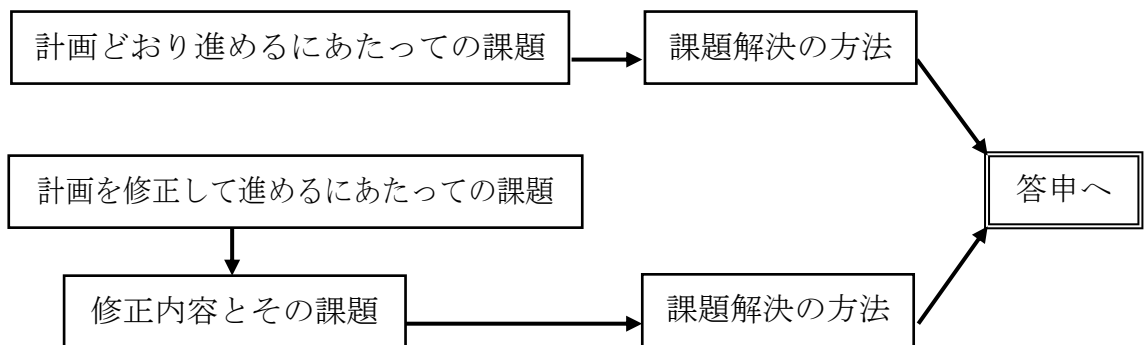 計画どおり進めるにあたっての課題
課題解決の方法
計画を修正して進めるにあたっての課題
答申へ
修正内容とその課題
課題解決の方法